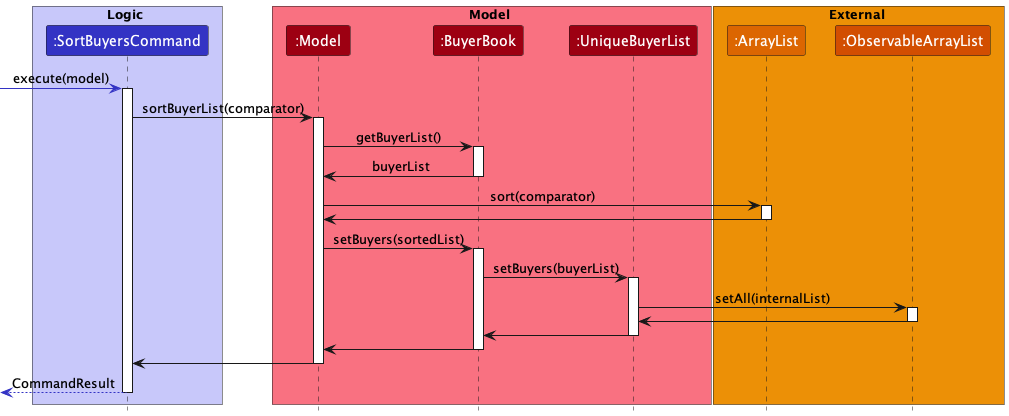 Logic
Model
External
:SortBuyersCommand
:Model
:BuyerBook
:UniqueBuyerList
:ArrayList
:ObservableArrayList
execute(model)
sortBuyerList(comparator)
getBuyerList()
buyerList
sort(comparator)
setBuyers(sortedList)
setBuyers(buyerList)
setAll(internalList)
CommandResult